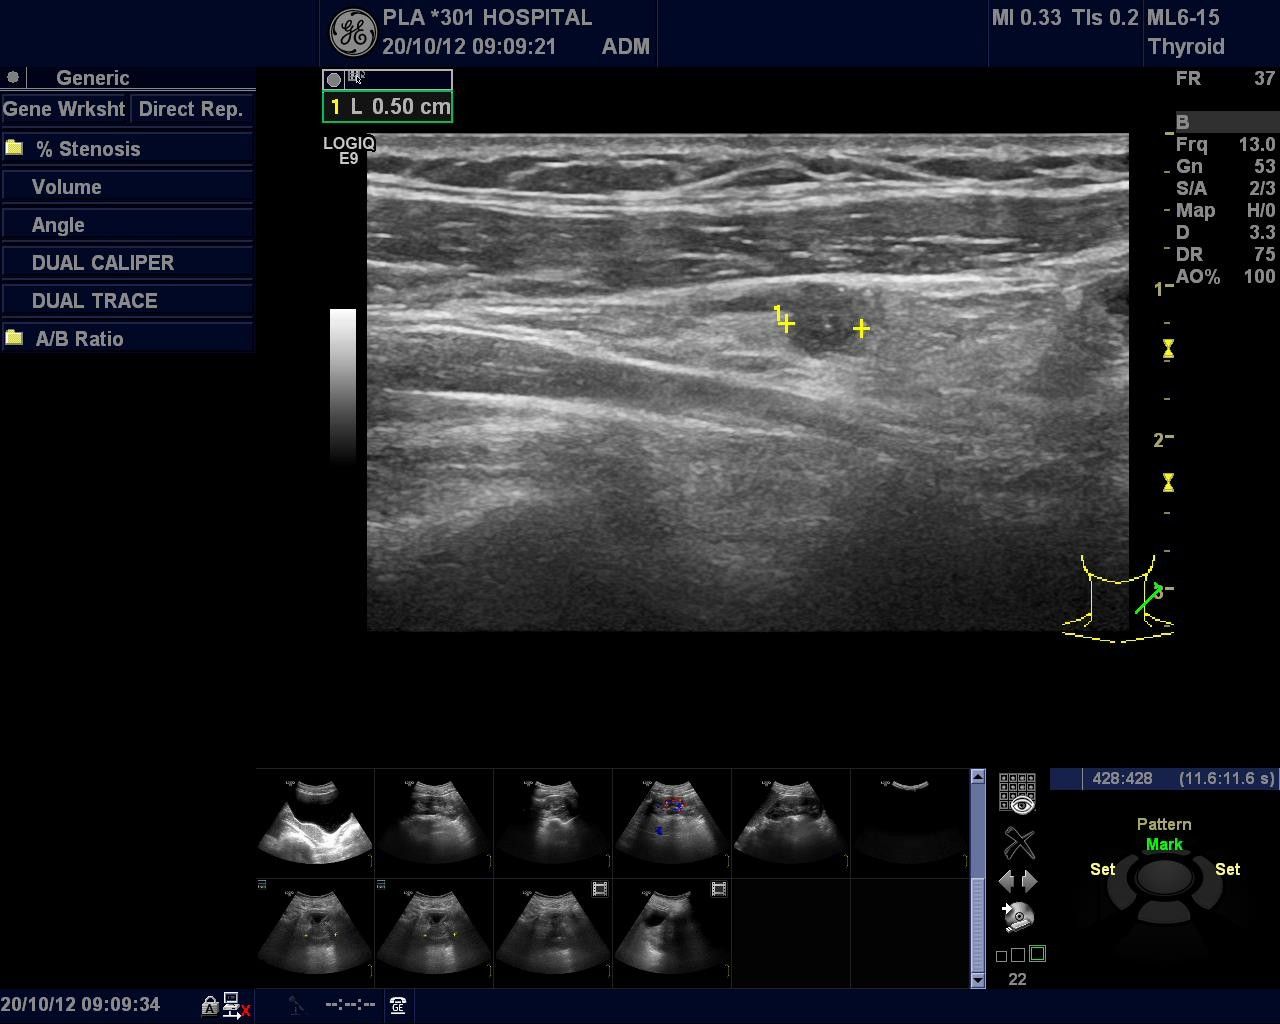 PLA *301 HOSPITAL
20/10/12 09:09:21 ADM
MI 0.33 TIs 0.2
ML6-15
Thyroid
Generic
Gene Wrksht
Direct Rep.
% Stenosis
Volume
Angle
DUAL CALIPER
DUAL TRACE
A/B Ratio
1 L 0.50 cm
LOGIQ
E9
1
FR 37
B
Frq 13.0
Gn 53
S/A 2/3
Map H/0
D 3.3
DR 75
AO% 100
1
2
3
428:428 (11.6:11.6 s)
Pattern
Mark
Set
Set
22
20/10/12 09:09:34
--:--:--
GE